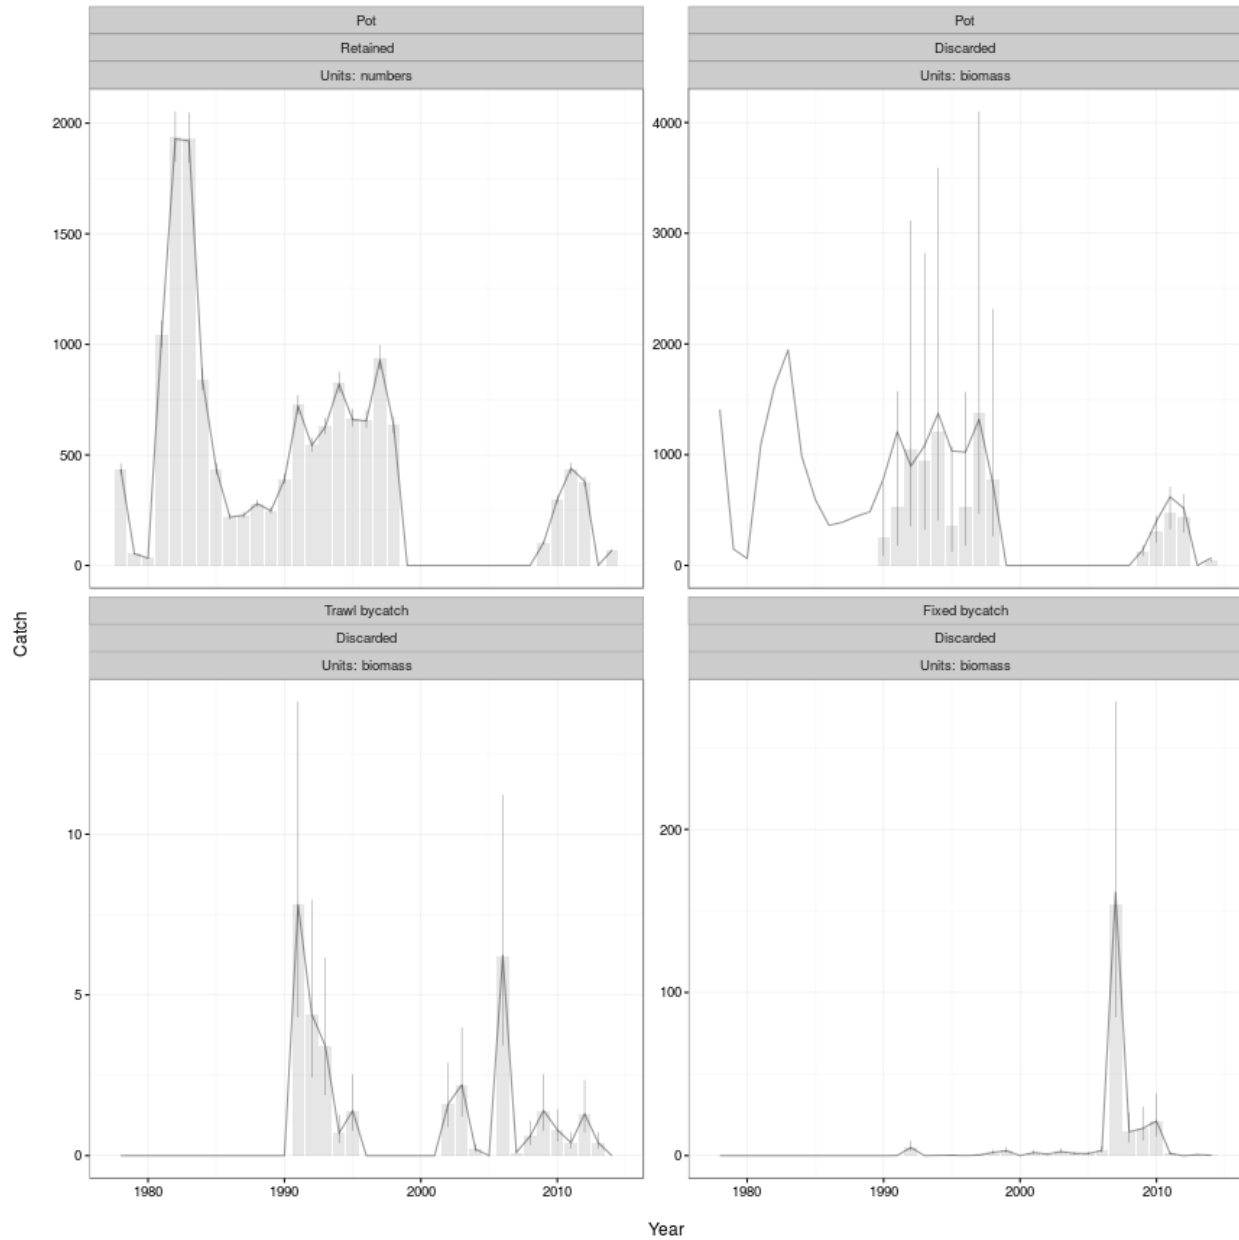 Pot
Retained
Units: numbers
Pot
Discarded
Units: biomass
2000
1500
1000
500
0
4000
3000
2000
1000
0
Catch
Trawl bycatch
Discarded
Units: biomass
Fixed bycatch
Discarded
Units: biomass
10
5
0
200
100
0
1980 1990 2000 2010
1980 1990 2000 2010
Year